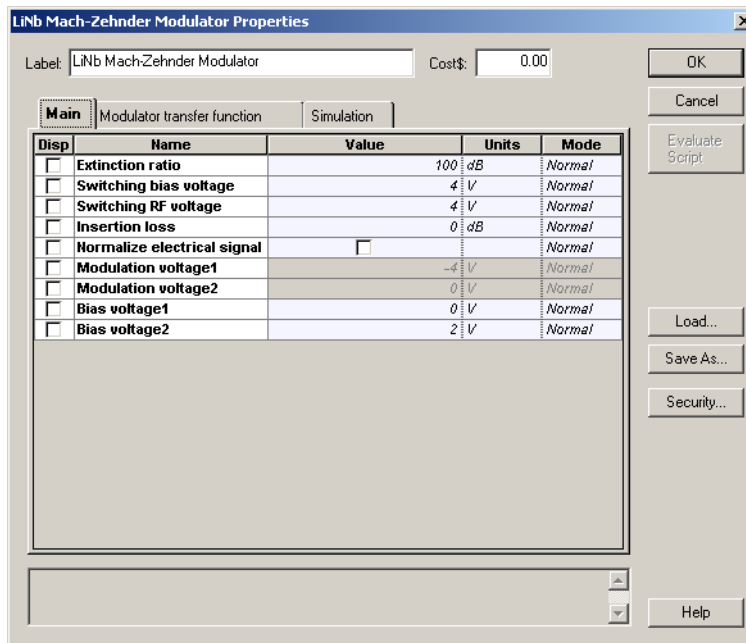 LiNb Mach-Zehnder Modulator Properties
Label: LiNb Mach-Zehnder Modulator Cost$: 0.00 OK
Cancel
Main Modulator transfer function Simulation
Evaluate Script
Disp Name Value Units Mode
Extinction ratio 100 dB Normal
Switching bias voltage 4 V Normal
Switching RF voltage 4 V Normal
Insertion loss 0 dB Normal
Normalize electrical signal Normal
Modulation voltage1 -4 V Normal
Modulation voltage2 0 V Normal
Bias voltage1 0 V Normal
Bias voltage2 2 V Normal
Load...
Save As...
Security...
Help